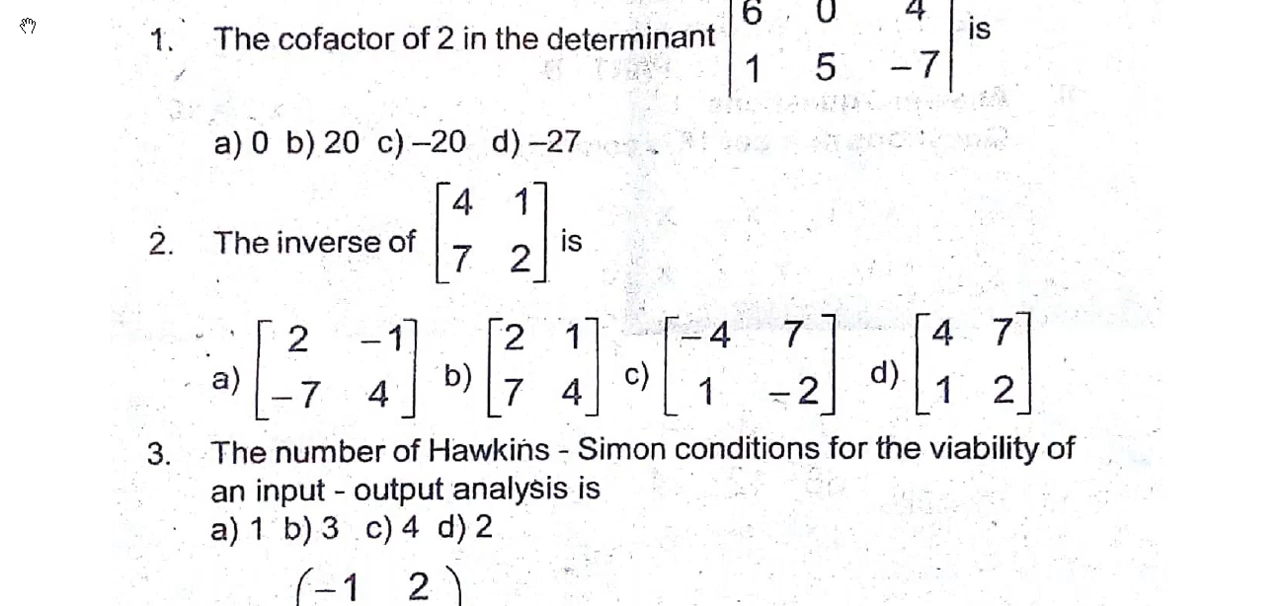 6 0 4
1. The cofactor of 2 in the determinant is
1 5 –7
a) 0 b) 20 c) –20 d) –27
4 1
2. The inverse of is
7 2
2 –1 2 1 –4 7 4 7
a) b) c) d)
–7 4 7 4 1 –2 1 2
3. The number of Hawkins - Simon conditions for the viability of
an input - output analysis is
a) 1 b) 3 c) 4 d) 2
–1 2